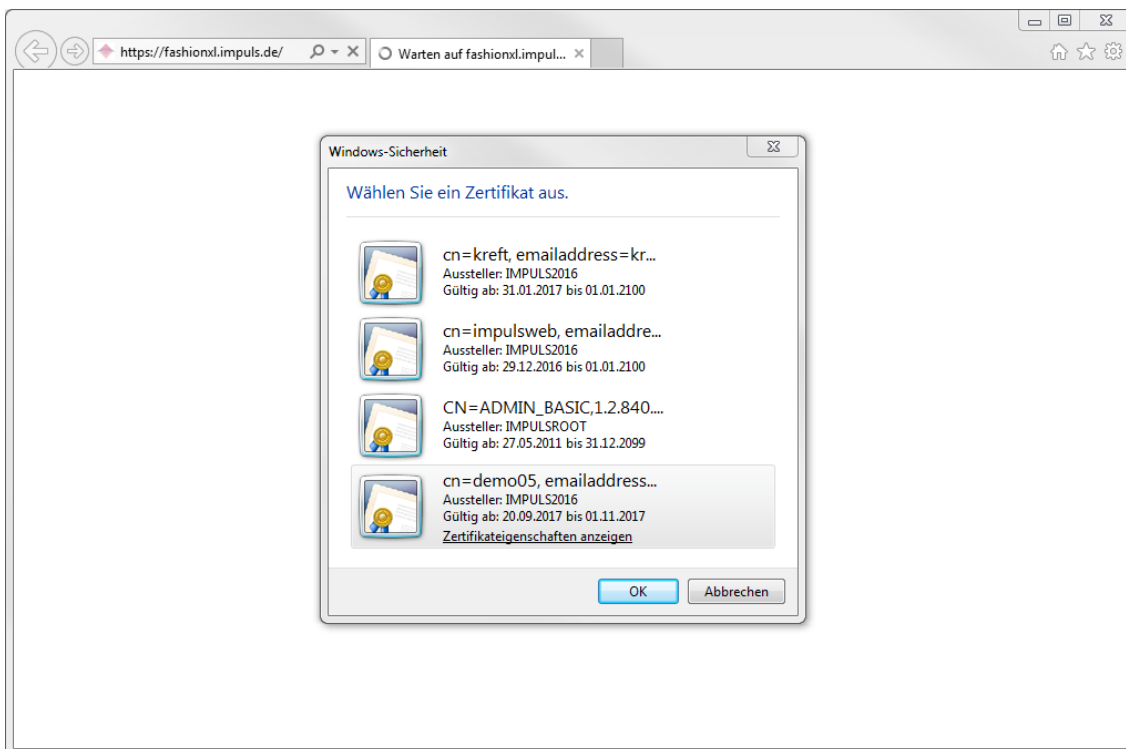 https://fashionxl.impuls.de/
Warten auf fashionxl.impul...
Windows-Sicherheit
Wählen Sie ein Zertifikat aus.
cn=kreft, emailaddress=kr...
Aussteller: IMPULS2016
Gültig ab: 31.01.2017 bis 01.01.2100
cn=impulsweb, emailaddre...
Aussteller: IMPULS2016
Gültig ab: 29.12.2016 bis 01.01.2100
CN=ADMIN_BASIC,1.2.840....
Aussteller: IMPULSROOT
Gültig ab: 27.05.2011 bis 31.12.2099
cn=demo05, emailaddress...
Aussteller: IMPULS2016
Gültig ab: 20.09.2017 bis 01.11.2017
Zertifikateigenschaften anzeigen
OK
Abbrechen